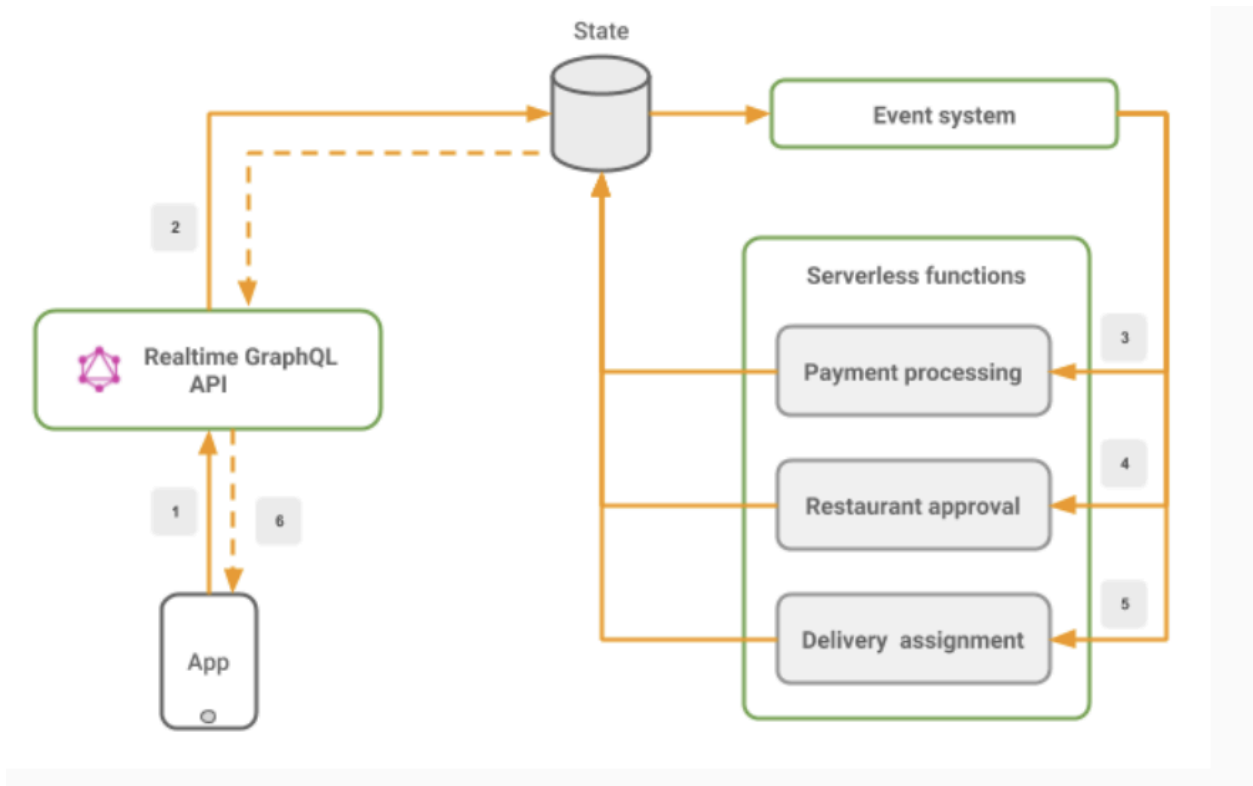 State
Event system
2
Serverless functions
3
Realtime GraphQL
API
Payment processing
4
Restaurant approval
1
6
5
Delivery assignment
App